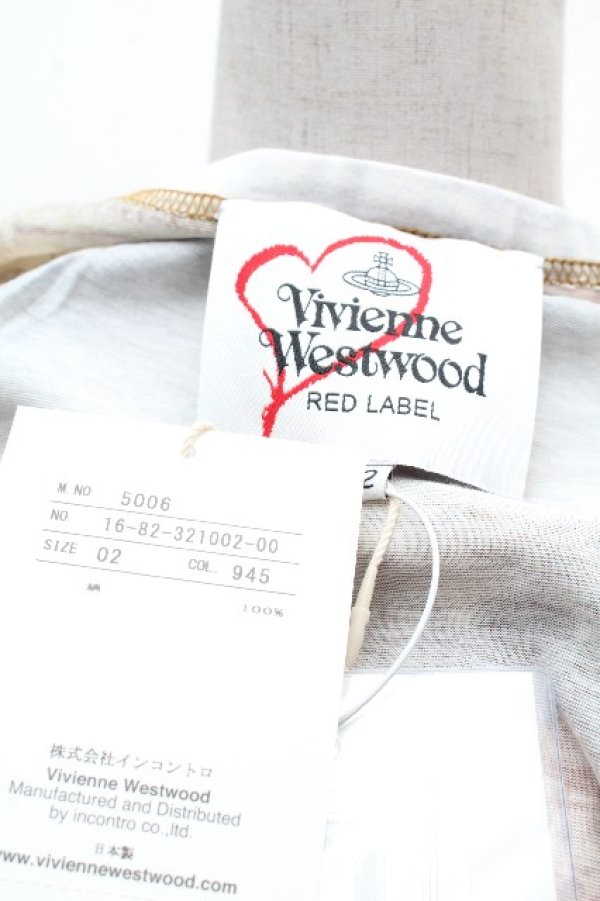 Vivienne
Westwood
RED LABEL
2
M.NO 5006
NO 16-82-321002-00
SIZE 02 COL. 945
綿 100%
株式会社インコントロ
Vivienne Westwood
Manufactured and Distributed
by incontro co.,ltd.
日本製
www.viviennewestwood.com